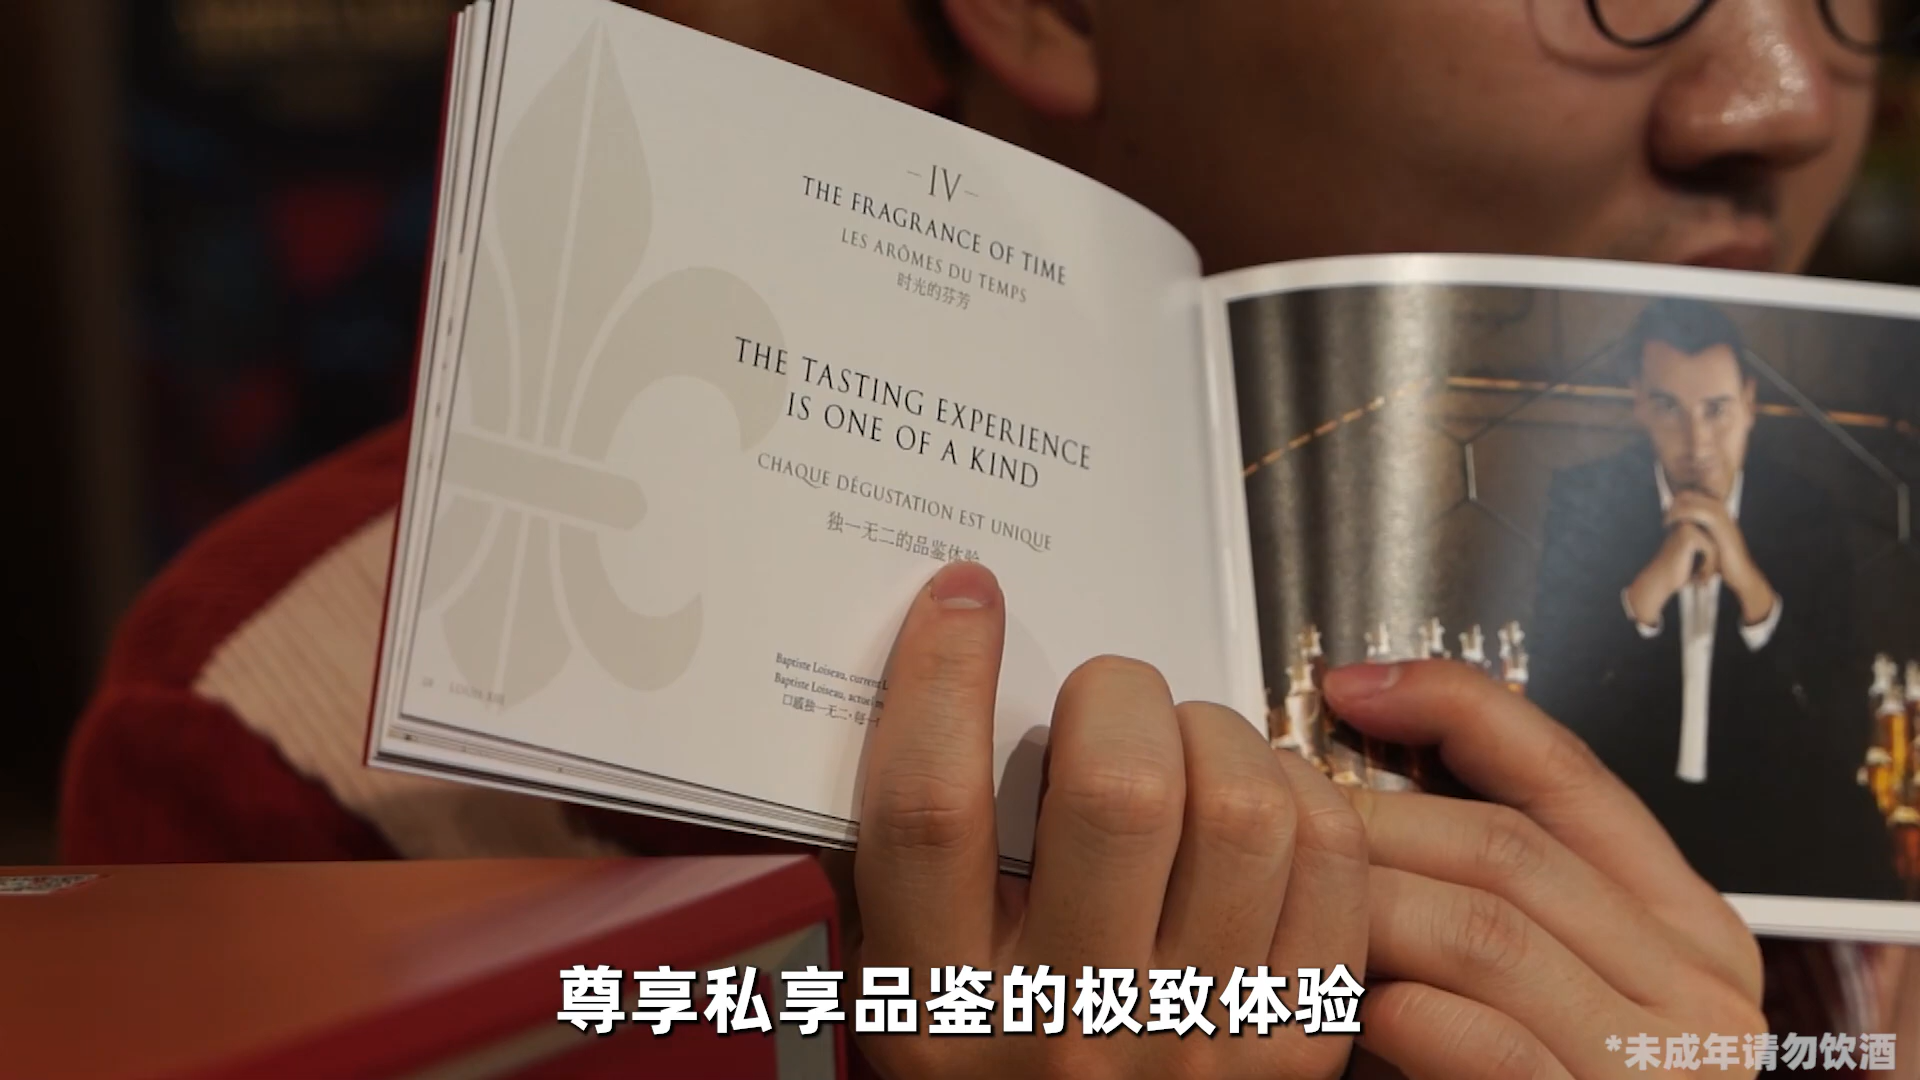 – IV –
THE FRAGRANCE OF TIME
LES ARÔMES DU TEMPS
时光的芬芳
THE TASTING EXPERIENCE
IS ONE OF A KIND
CHAQUE DÉGUSTATION EST UNIQUE
独一无二的品鉴体验
Baptiste Loiseau, current
Baptiste Loiseau,
尊享私享品鉴的极致体验
*未成年请勿饮酒